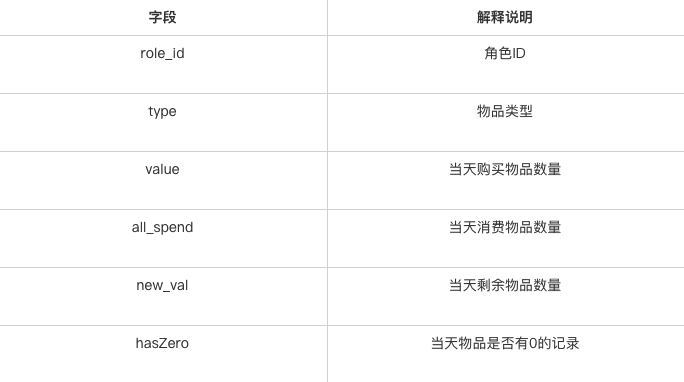 字段 解释说明
role_id 角色ID
type 物品类型
value 当天购买物品数量
all_spend 当天消费物品数量
new_val 当天剩余物品数量
hasZero 当天物品是否有0的记录